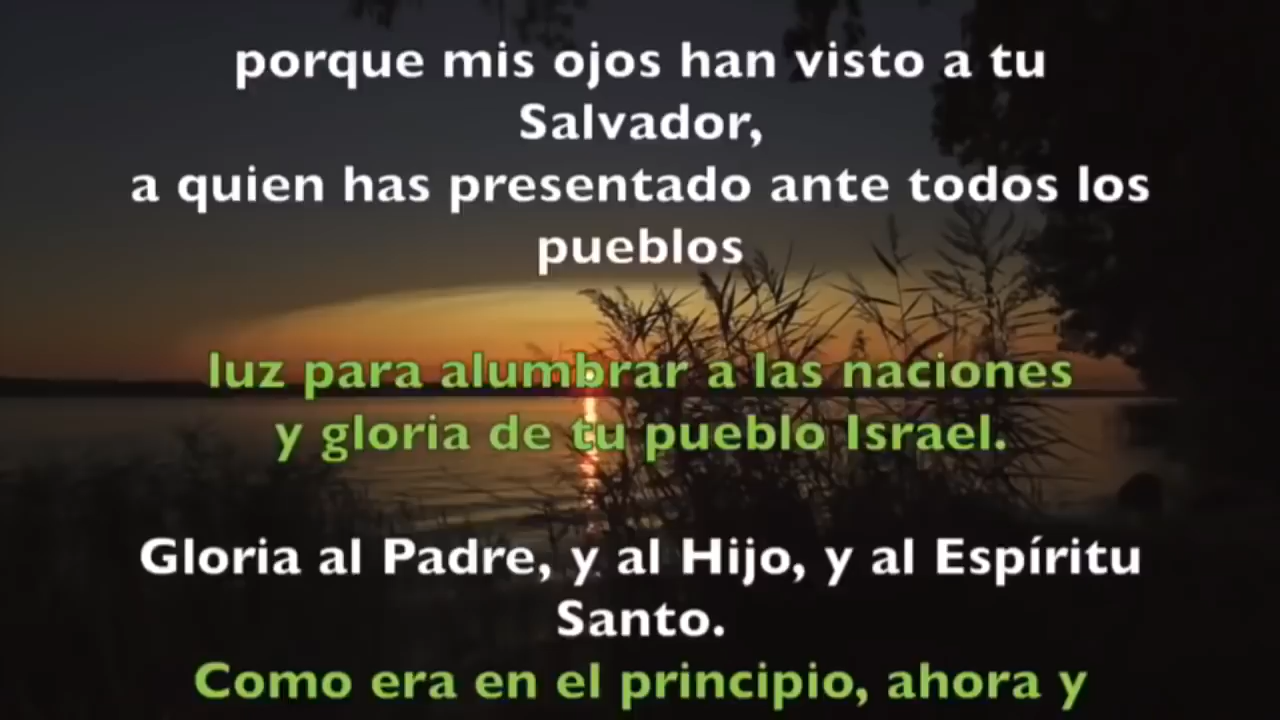 porque mis ojos han visto a tu
Salvador,
a quien has presentado ante todos los
pueblos
luz para alumbrar a las naciones
y gloria de tu pueblo Israel.
Gloria al Padre, y al Hijo, y al Espíritu
Santo.
Como era en el principio, ahora y